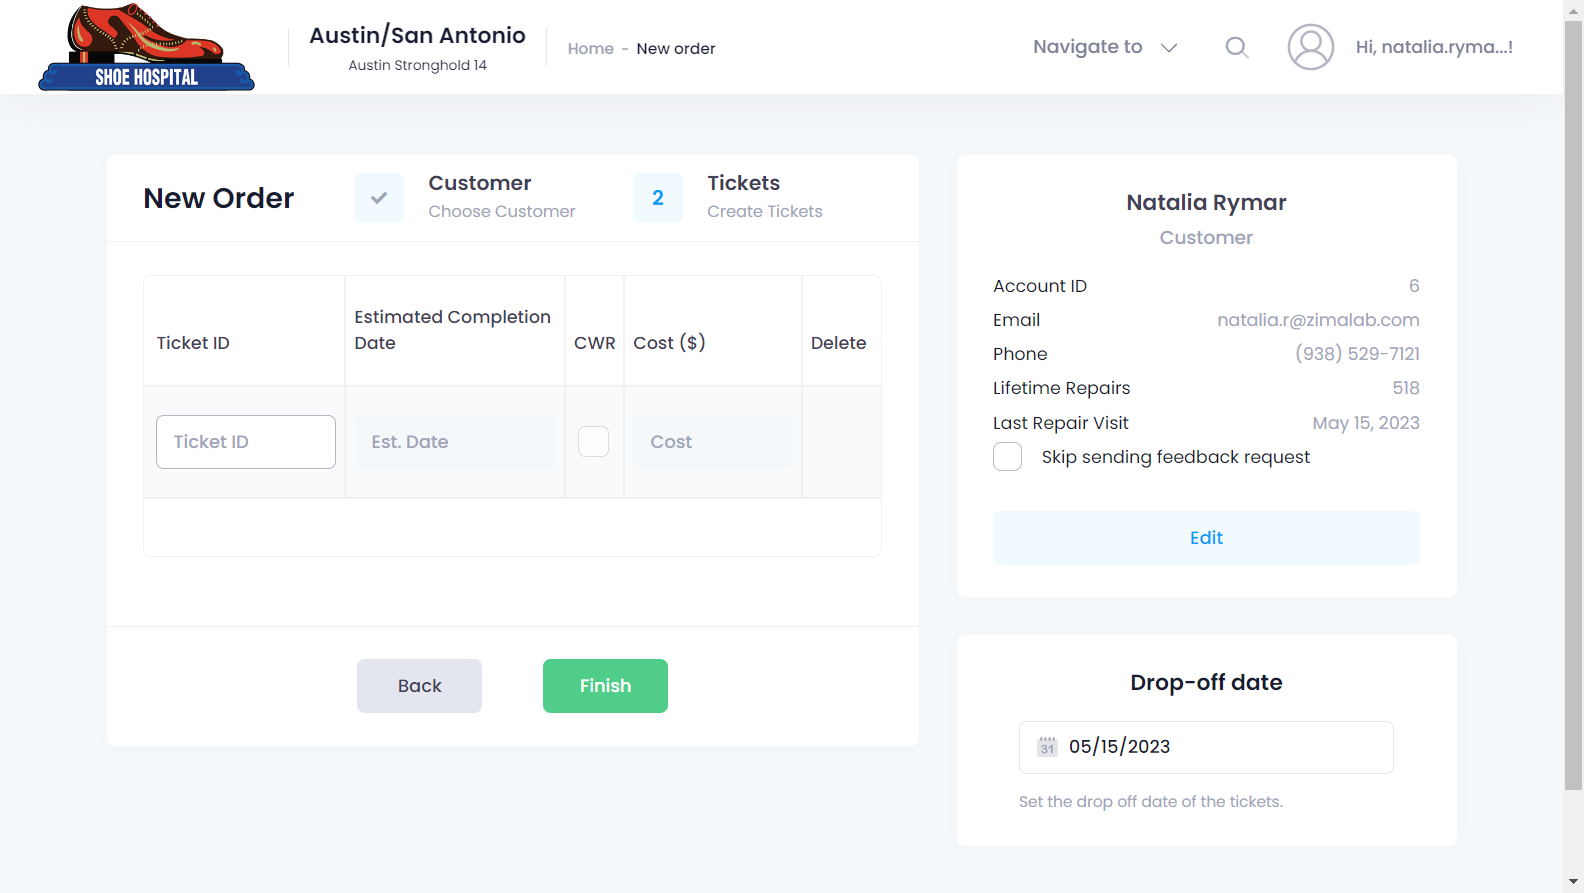 SHOE HOSPITAL
Austin/San Antonio
Austin Stronghold 14
Home - New order
Navigate to
Hi, natalia.ryma...!
New Order
Customer
Choose Customer
2
Tickets
Create Tickets
Ticket ID
Estimated Completion
Date
CWR
Cost ($)
Delete
Ticket ID
Est. Date
Cost
Back
Finish
Natalia Rymar
Customer
Account ID 6
Email natalia.r@zimalab.com
Phone (938) 529-7121
Lifetime Repairs 518
Last Repair Visit May 15, 2023
Skip sending feedback request
Edit
Drop-off date
31
05/15/2023
Set the drop off date of the tickets.